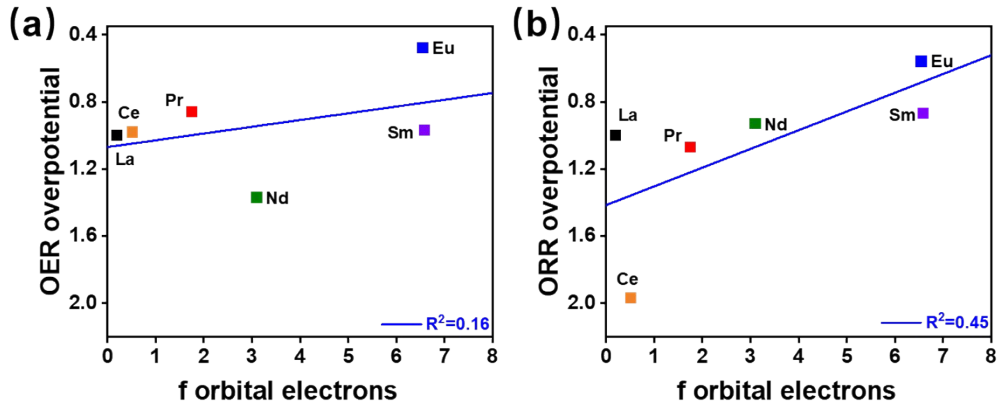 (a)
OER overpotential
0.4
0.8
1.2
1.6
2.0
Eu
Pr
Ce
La
Sm
Nd
R²=0.16
0 1 2 3 4 5 6 7 8
f orbital electrons
(b)
ORR overpotential
0.4
0.8
1.2
1.6
2.0
Eu
La
Nd
Sm
Pr
Ce
R²=0.45
0 1 2 3 4 5 6 7 8
f orbital electrons